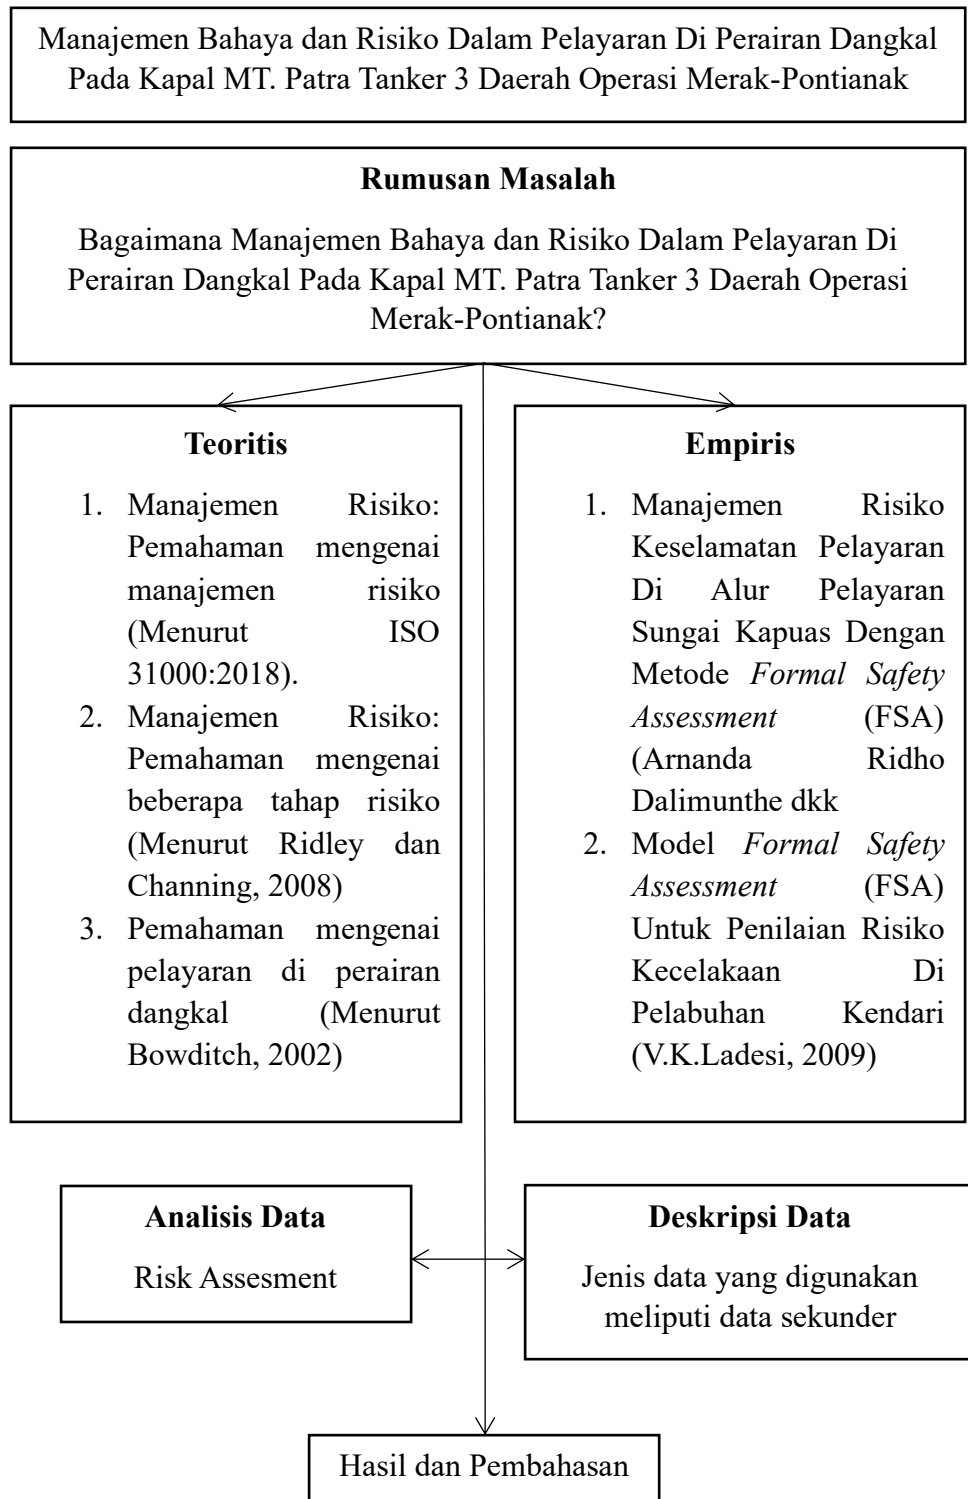 Manajemen Bahaya dan Risiko Dalam Pelayaran Di Perairan Dangkal
Pada Kapal MT. Patra Tanker 3 Daerah Operasi Merak-Pontianak
Rumusan Masalah
Bagaimana Manajemen Bahaya dan Risiko Dalam Pelayaran Di
Perairan Dangkal Pada Kapal MT. Patra Tanker 3 Daerah Operasi
Merak-Pontianak?
Teoritis
1. Manajemen Risiko:
Pemahaman mengenai
manajemen risiko
(Menurut ISO
31000:2018).
2. Manajemen Risiko:
Pemahaman mengenai
beberapa tahap risiko
(Menurut Ridley dan
Channing, 2008)
3. Pemahaman mengenai
pelayaran di perairan
dangkal (Menurut
Bowditch, 2002)
Empiris
1. Manajemen Risiko
Keselamatan Pelayaran
Di Alur Pelayaran
Sungai Kapuas Dengan
Metode Formal Safety
Assessment (FSA)
(Arnanda Ridho
Dalimunthe dkk
2. Model Formal Safety
Assessment (FSA)
Untuk Penilaian Risiko
Kecelakaan Di
Pelabuhan Kendari
(V.K.Ladesi, 2009)
Analisis Data
Risk Assesment
Deskripsi Data
Jenis data yang digunakan
meliputi data sekunder
Hasil dan Pembahasan